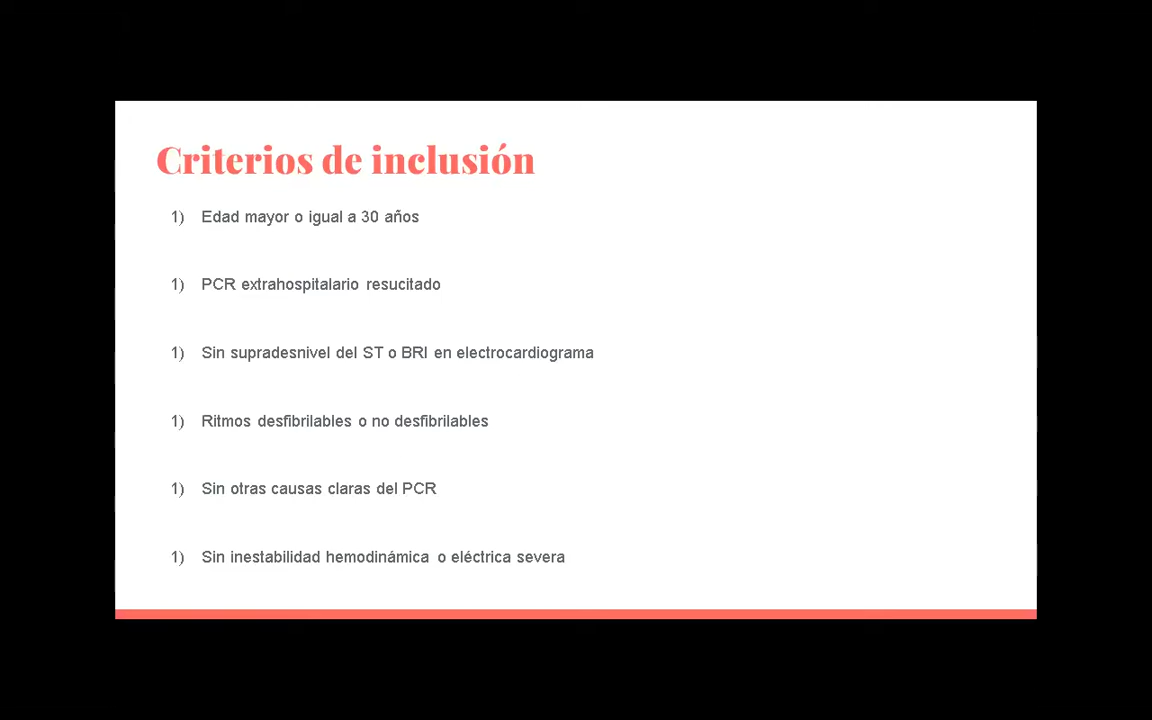 Criterios de inclusión
1) Edad mayor o igual a 30 años
1) PCR extrahospitalario resucitado
1) Sin supradesnivel del ST o BRI en electrocardiograma
1) Ritmos desfibrilables o no desfibrilables
1) Sin otras causas claras del PCR
1) Sin inestabilidad hemodinámica o eléctrica severa